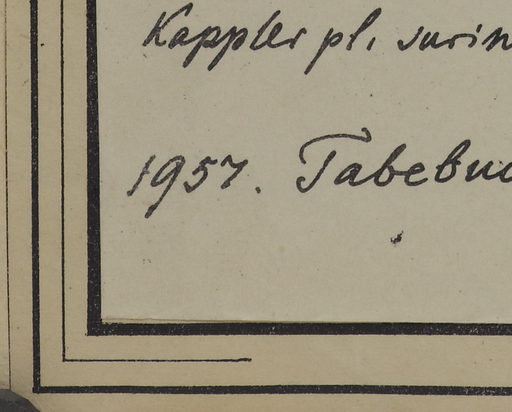 Kappler pl. surin
1957. Tabebu